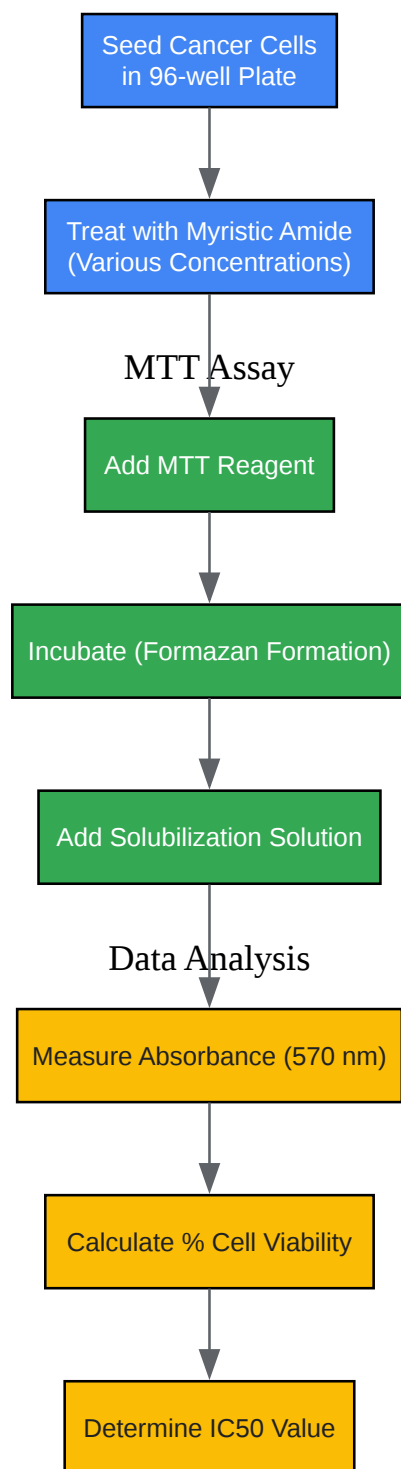 Seed Cancer Cells
in 96-well Plate
Treat with Myristic Amide
(Various Concentrations)
MTT Assay
Add MTT Reagent
Incubate (Formazan Formation)
Add Solubilization Solution
Data Analysis
Measure Absorbance (570 nm)
Calculate % Cell Viability
Determine IC50 Value